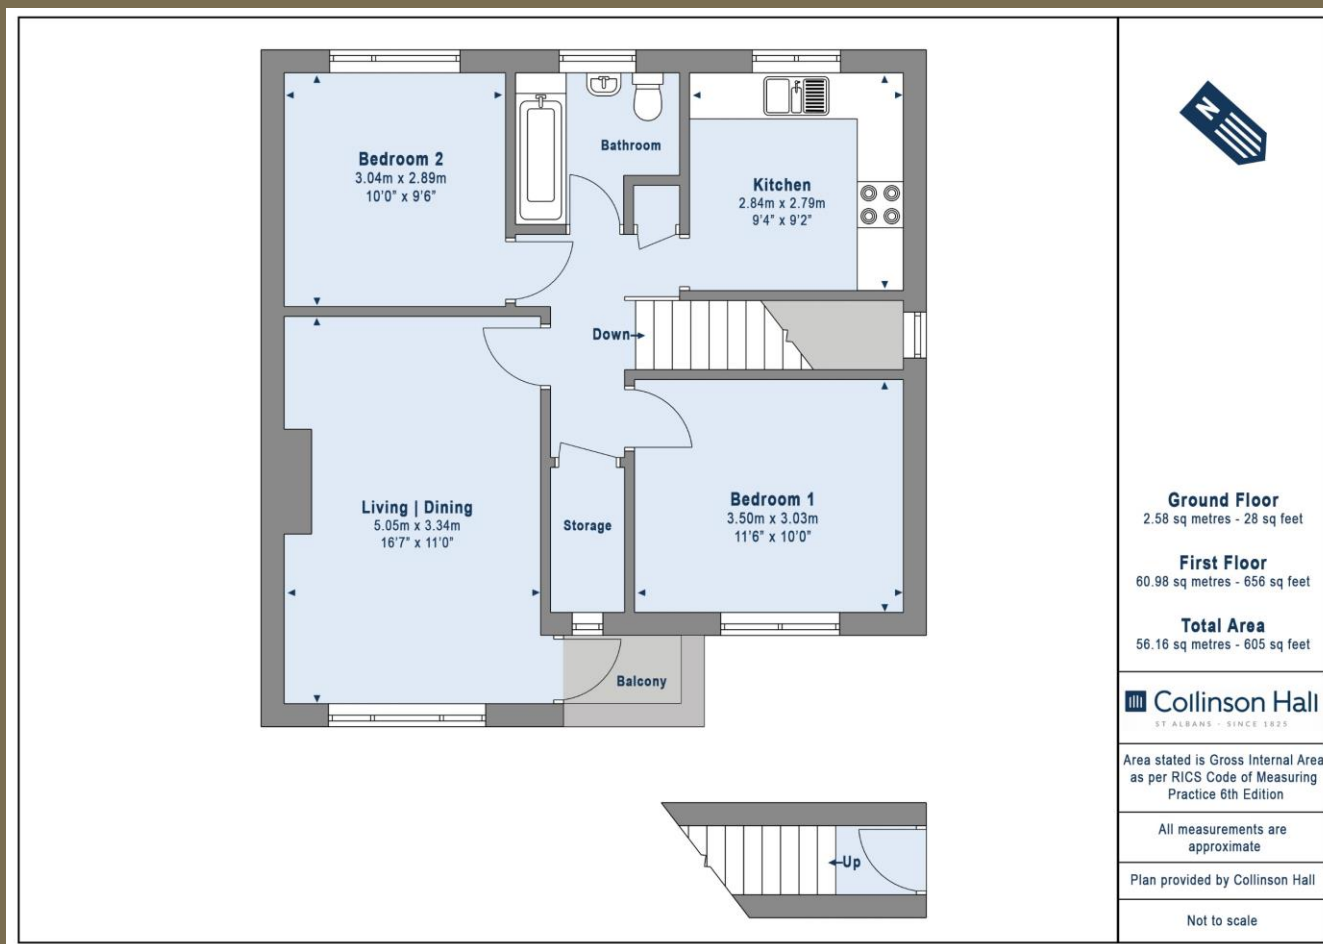 Bedroom 2
3.04m x 2.89m
10'0" x 9'6"
Bathroom
Kitchen
2.84m x 2.79m
9'4" x 9'2"
Down
Living | Dining
5.05m x 3.34m
16'7" x 11'0"
Storage
Bedroom 1
3.50m x 3.03m
11'6" x 10'0"
Balcony
Up
N
Ground Floor
2.58 sq metres - 28 sq feet
First Floor
60.98 sq metres - 656 sq feet
Total Area
56.16 sq metres - 605 sq feet
Collinson Hall
ST ALBANS - SINCE 1825
Area stated is Gross Internal Area
as per RICS Code of Measuring
Practice 6th Edition
All measurements are
approximate
Plan provided by Collinson Hall
Not to scale